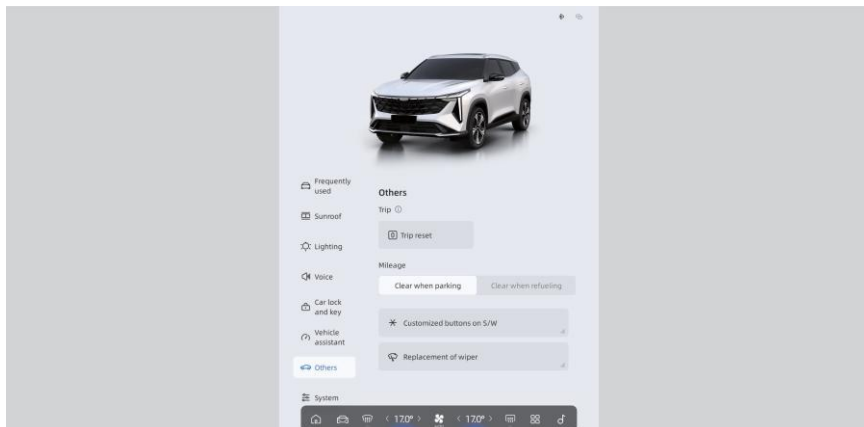 Frequently
used
Sunroof
Lighting
Voice
Car lock
and key
Vehicle
assistant
Others
System
Others
Trip
Trip reset
Mileage
Clear when parking Clear when refueling
Customized buttons on S/W
Replacement of wiper
17.0° 17.0°